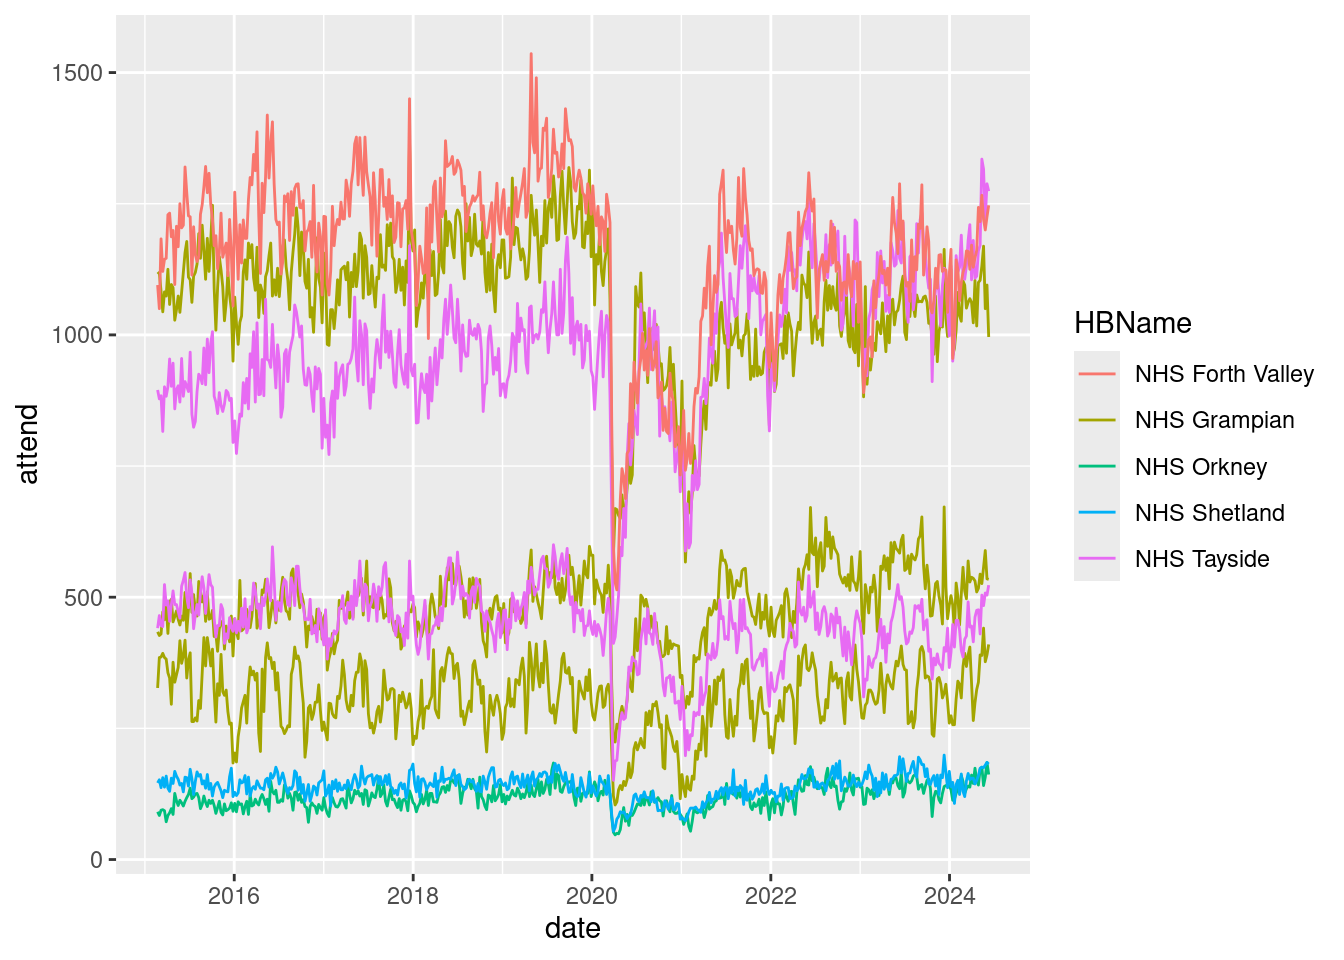 1500
1000
500
0
attend
2016 2018 2020 2022 2024
date
HBName
NHS Forth Valley
NHS Grampian
NHS Orkney
NHS Shetland
NHS Tayside